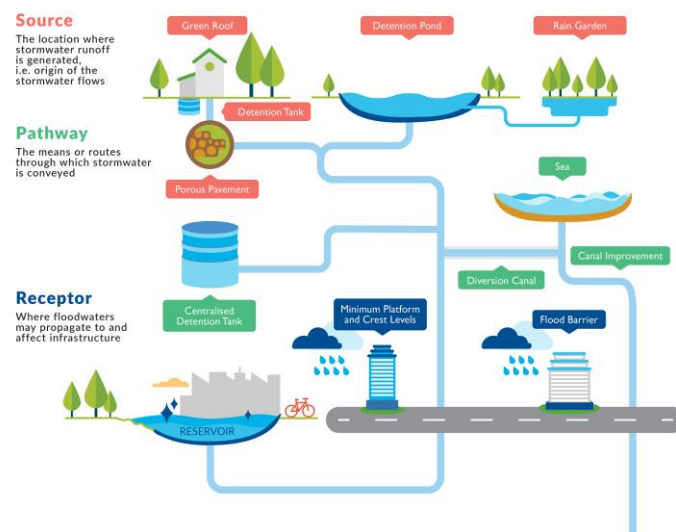 Source
The location where
stormwater runoff
is generated,
i.e. origin of the
stormwater flows
Green Roof
Detention Pond
Rain Garden
Detention Tank
Pathway
The means or routes
through which stormwater
is conveyed
Porous Pavement
Sea
Canal Improvement
Diversion Canal
Centralised
Detention Tank
Receptor
Where floodwaters
may propagate to and
affect infrastructure
Minimum Platform
and Crest Levels
Flood Barrier
RESERVOIR